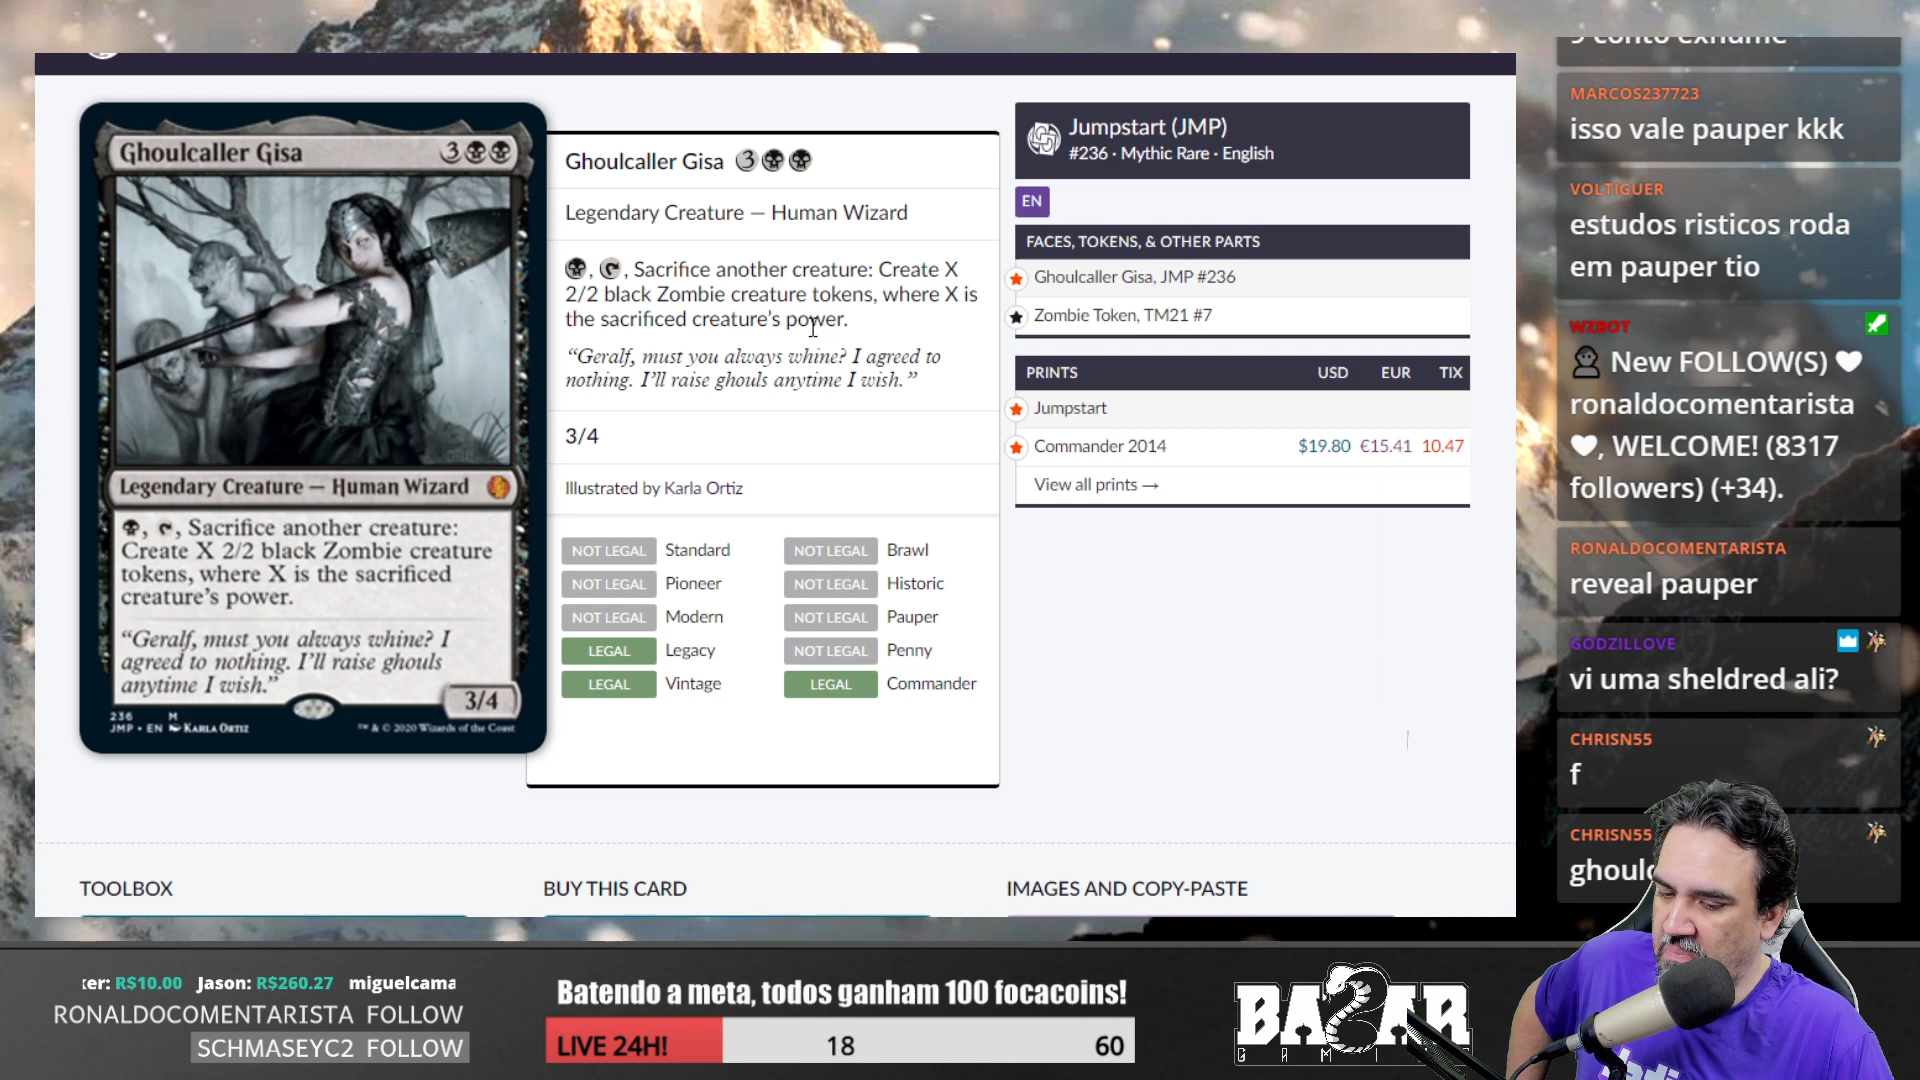 Ghoulcaller Gisa 3
Legendary Creature — Human Wizard
, , Sacrifice another creature:
Create X 2/2 black Zombie creature
tokens, where X is the sacrificed
creature's power.
“Geralf, must you always whine? I
agreed to nothing. I'll raise ghouls
anytime I wish.”
3/4
236 M
JMP • EN KARLA ORTIZ
™ & © 2020 Wizards of the Coast
Ghoulcaller Gisa 3
Legendary Creature — Human Wizard
, , Sacrifice another creature: Create X
2/2 black Zombie creature tokens, where X is
the sacrificed creature's power.
“Geralf, must you always whine? I agreed to
nothing. I'll raise ghouls anytime I wish.”
3/4
Illustrated by Karla Ortiz
NOT LEGAL Standard NOT LEGAL Brawl
NOT LEGAL Pioneer NOT LEGAL Historic
NOT LEGAL Modern NOT LEGAL Pauper
LEGAL Legacy NOT LEGAL Penny
LEGAL Vintage LEGAL Commander
Jumpstart (JMP)
#236 · Mythic Rare · English
EN
FACES, TOKENS, & OTHER PARTS
Ghoulcaller Gisa, JMP #236
Zombie Token, TM21 #7
PRINTS USD EUR TIX
Jumpstart
Commander 2014 $19.80 €15.41 10.47
View all prints →
TOOLBOX
BUY THIS CARD
IMAGES AND COPY-PASTE
MARCOS237723
isso vale pauper kkk
VOLTIGUER
estudos risticos roda
em pauper tio
WZBOT
New FOLLOW(S)
ronaldocomentarista
, WELCOME! (8317
followers) (+34).
RONALDOCOMENTARISTA
reveal pauper
GODZILLOVE
vi uma sheldred ali?
CHRISN55
f
CHRISN55
R$10.00 Jason: R$260.27 miguelcama
RONALDOCOMENTARISTA FOLLOW
SCHMASEYC2 FOLLOW
Batendo a meta, todos ganham 100 focacoins!
LIVE 24H! 18 60
BAZAR
GAMING